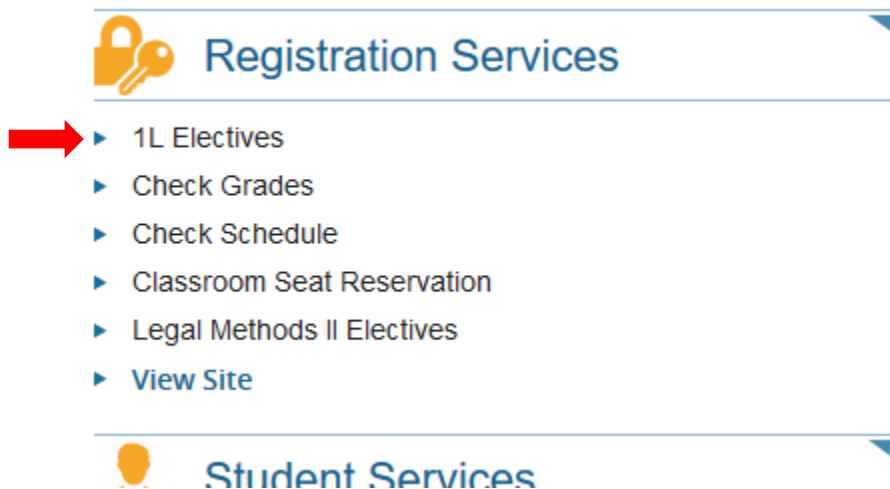 Registration Services
1L Electives
Check Grades
Check Schedule
Classroom Seat Reservation
Legal Methods II Electives
View Site
Student Services